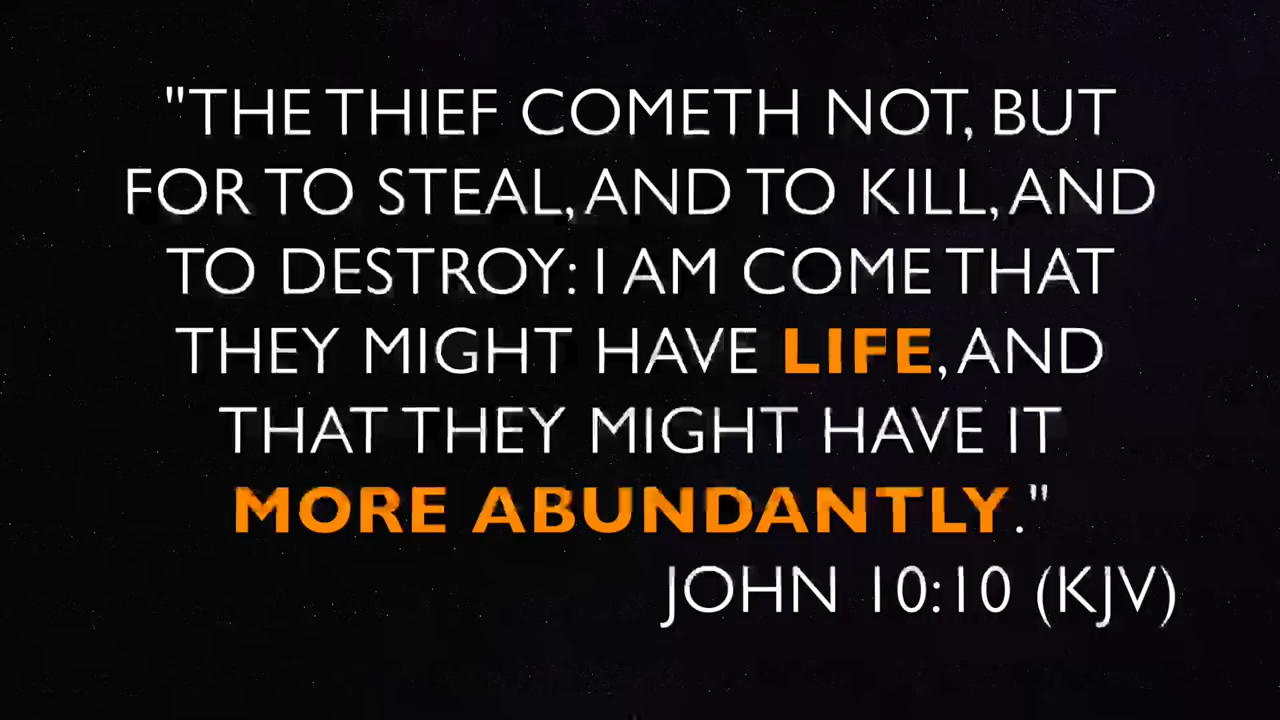 "THE THIEF COMETH NOT, BUT
FOR TO STEAL, AND TO KILL, AND
TO DESTROY: I AM COME THAT
THEY MIGHT HAVE LIFE, AND
THAT THEY MIGHT HAVE IT
MORE ABUNDANTLY."
JOHN 10:10 (KJV)